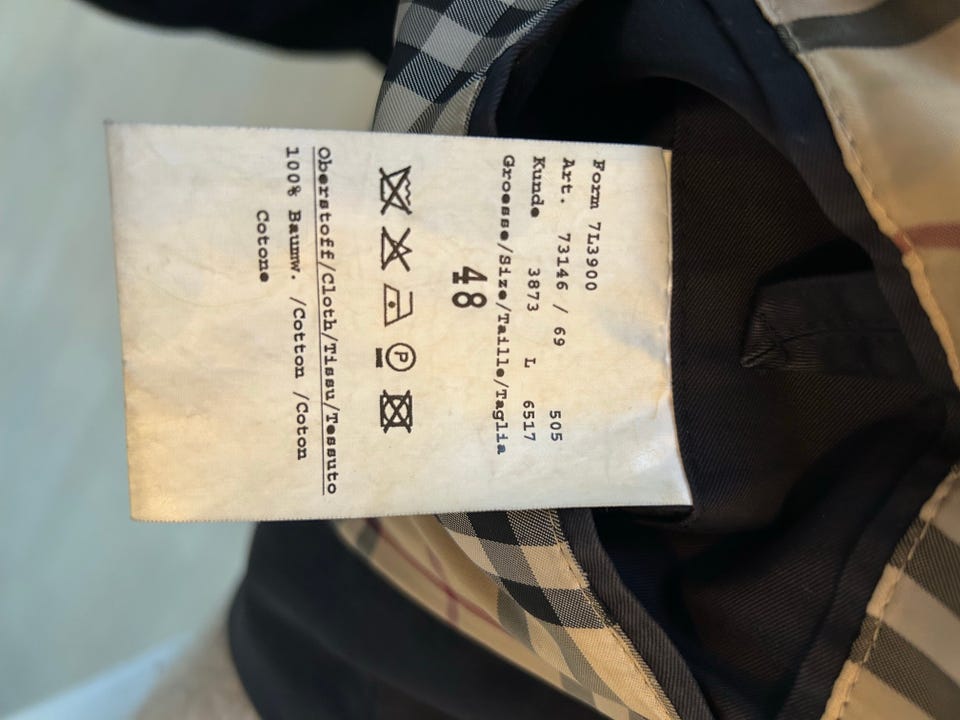 Form 7L3900
Art. 73146 / 69 505
Kunde 3873 L 6517
Groesse/Size/Taille/Taglia
48
P
Oberstoff/Cloth/Tissu/Tessuto
100% Baumw. /Cotton /Coton
Cotone